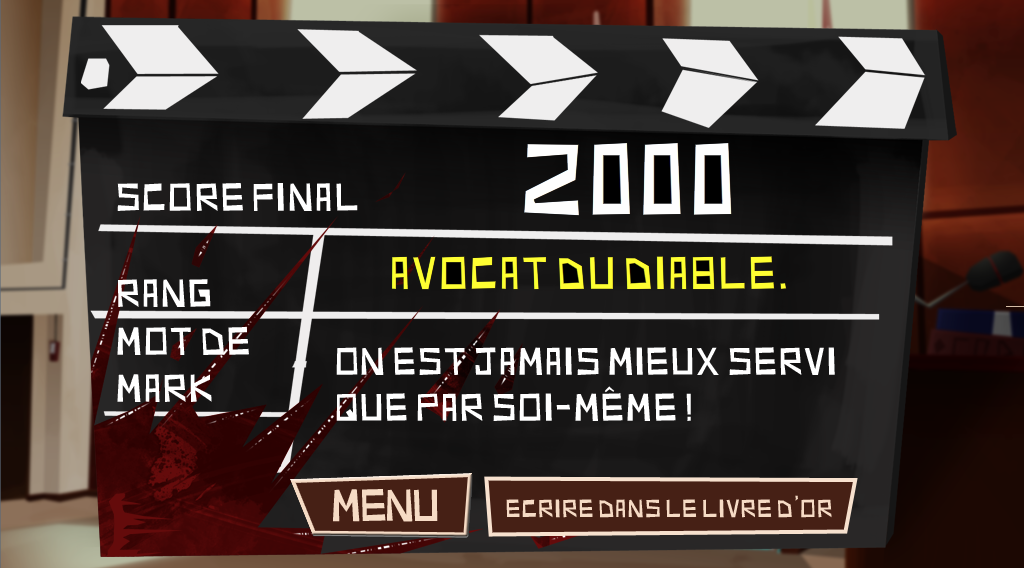 SCORE FINAL 2000
RANG AVOCAT DU DIABLE.
MOT DE
MARK
ON EST JAMAIS MIEUX SERVI
QUE PAR SOI-MÊME !
MENU
ECRIRE DANS LE LIVRE D'OR